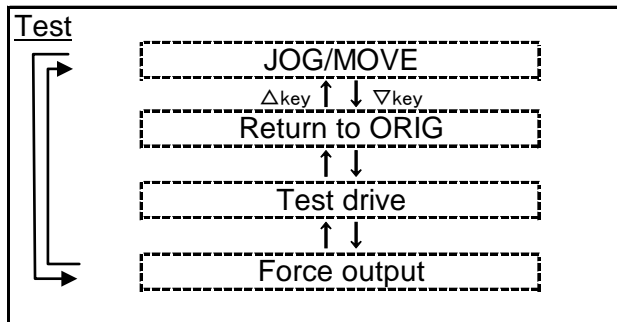 Test
JOG/MOVE
△key ▽key
Return to ORIG
Test drive
Force output